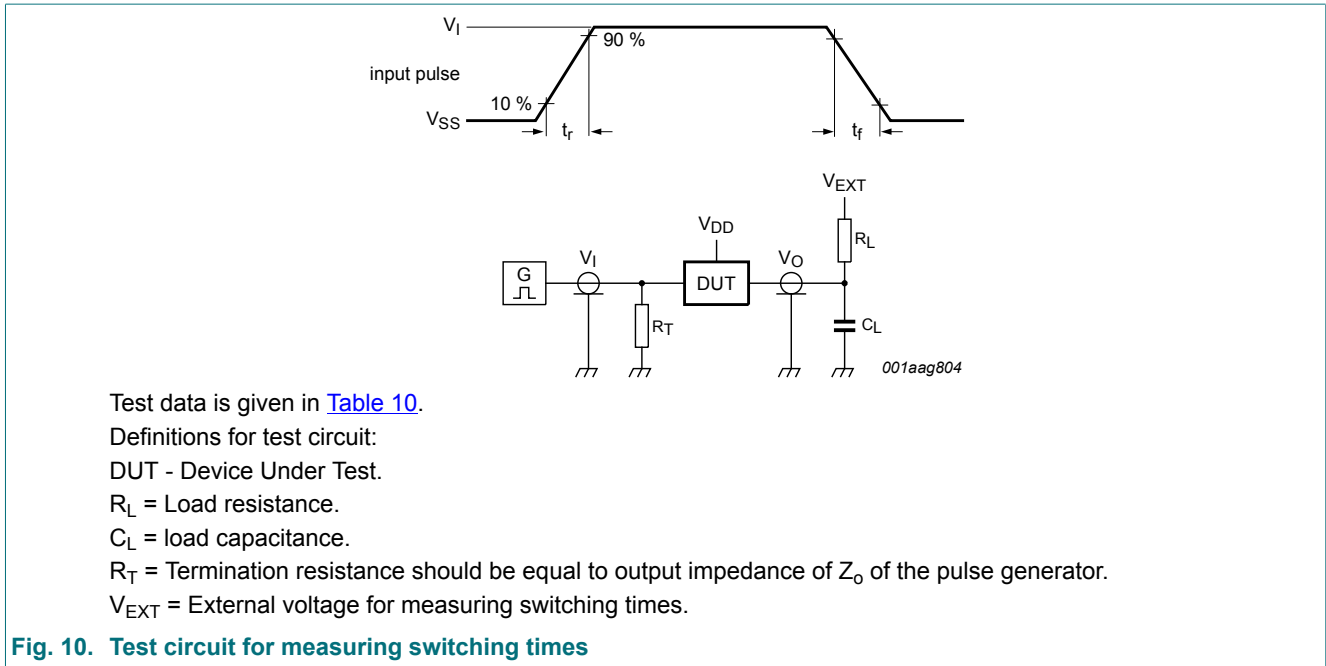 VI
90 %
input pulse
10 %
VSS
tr
tf
VEXT
VDD
RL
VI
VO
G
DUT
RT
CL
001aag804
Test data is given in Table 10.
Definitions for test circuit:
DUT - Device Under Test.
RL = Load resistance.
CL = load capacitance.
RT = Termination resistance should be equal to output impedance of Zo of the pulse generator.
VEXT = External voltage for measuring switching times.
Fig. 10. Test circuit for measuring switching times